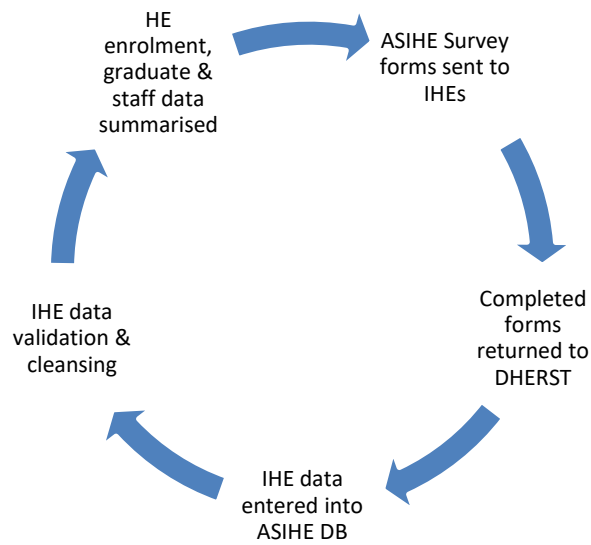 HE
enrolment,
graduate &
staff data
summarised
ASIHE Survey
forms sent to
IHEs
Completed
forms
returned to
DHERST
IHE data
entered into
ASIHE DB
IHE data
validation &
cleansing